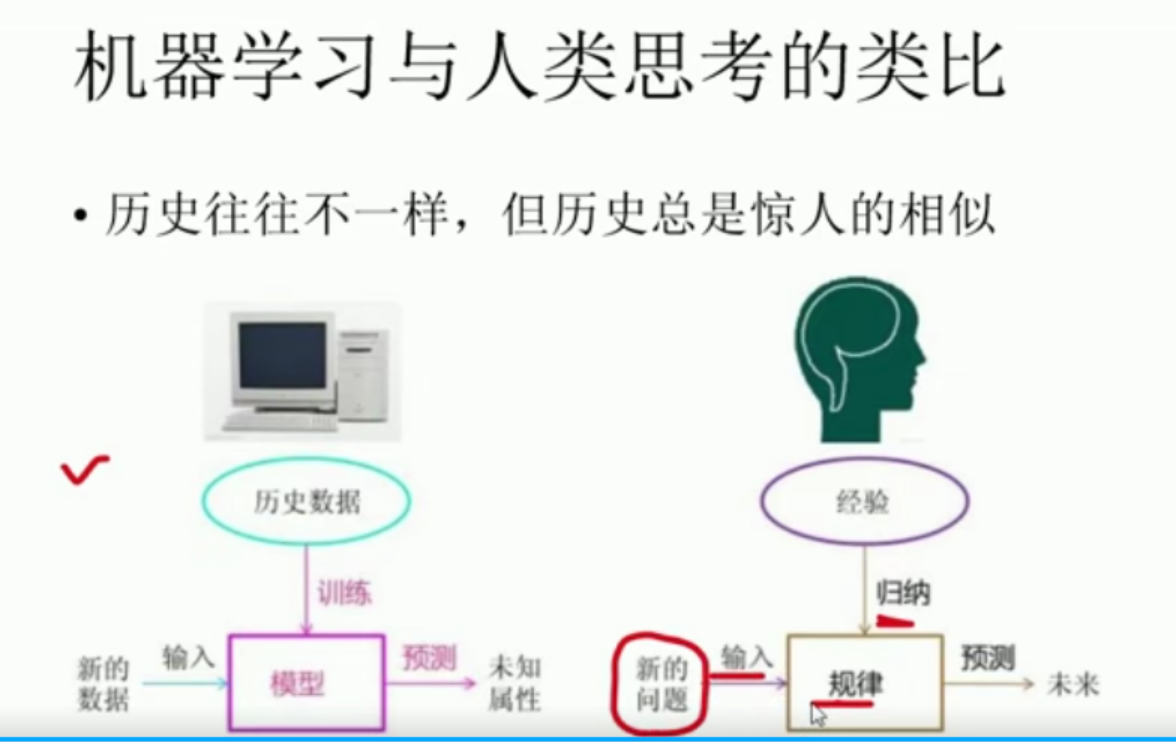 机器学习与人类思考的类比
• 历史往往不一样，但历史总是惊人的相似
历史数据
经验
训练
归纳
新的
数据
输入
模型
预测
未知
属性
新的
问题
输入
规律
预测
未来